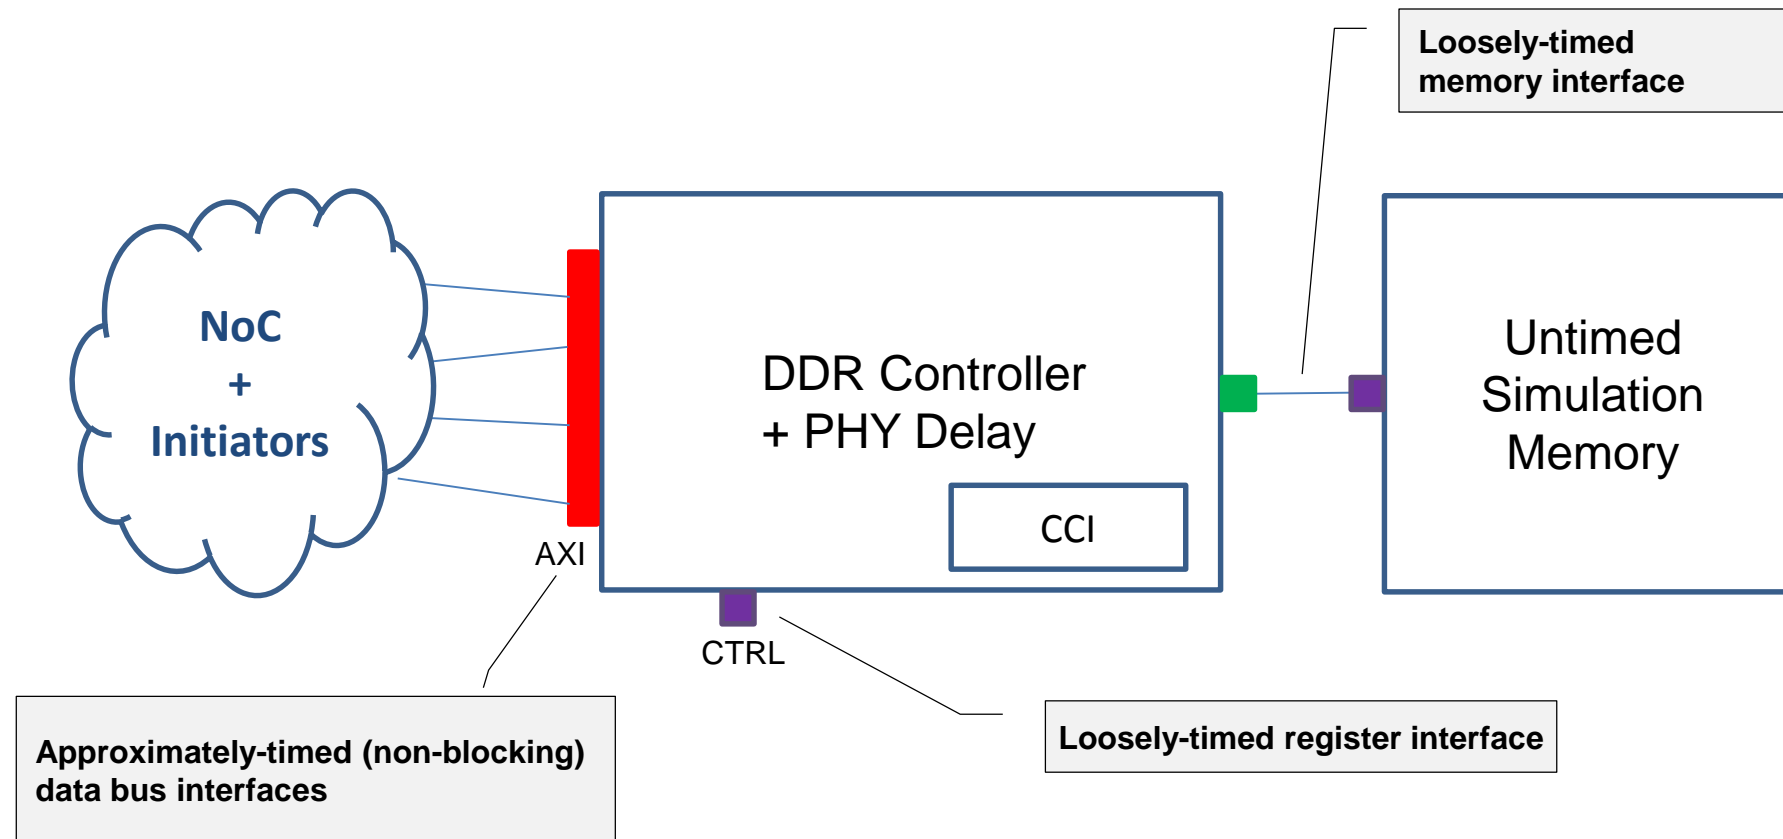 Loosely-timed
memory interface
NoC
+
Initiators
DDR Controller
+ PHY Delay
CCI
Untimed
Simulation
Memory
AXI
CTRL
Approximately-timed (non-blocking)
data bus interfaces
Loosely-timed register interface